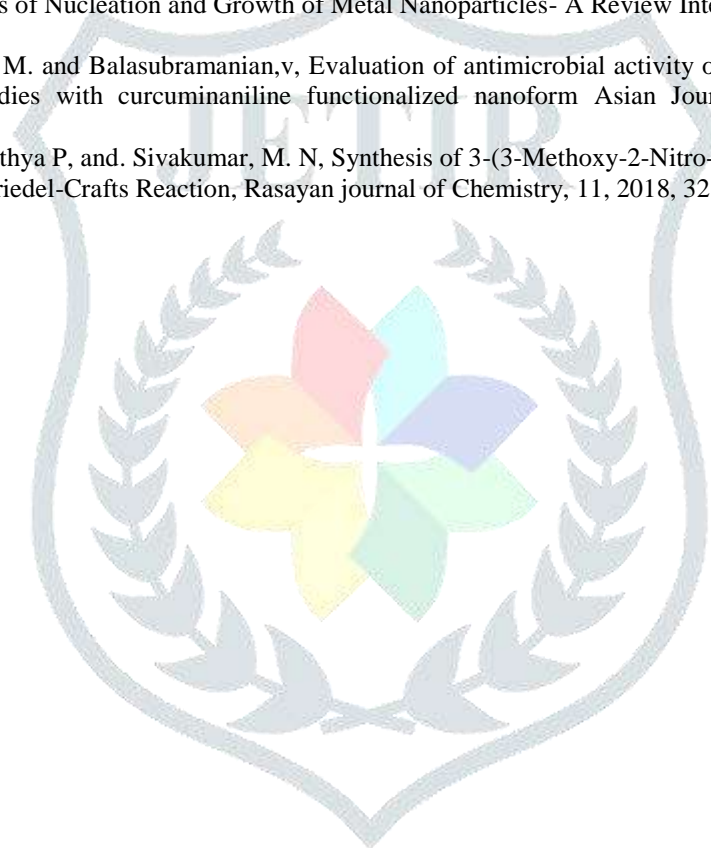 s of Nucleation and Growth of Metal Nanoparticles- A Review Inte
M. and Balasubramanian,v, Evaluation of antimicrobial activity o
dies with curcuminaniline functionalized nanoform Asian Jour
thya P, and. Sivakumar, M. N, Synthesis of 3-(3-Methoxy-2-Nitro-
riedel-Crafts Reaction, Rasayan journal of Chemistry, 11, 2018, 32
JETIR